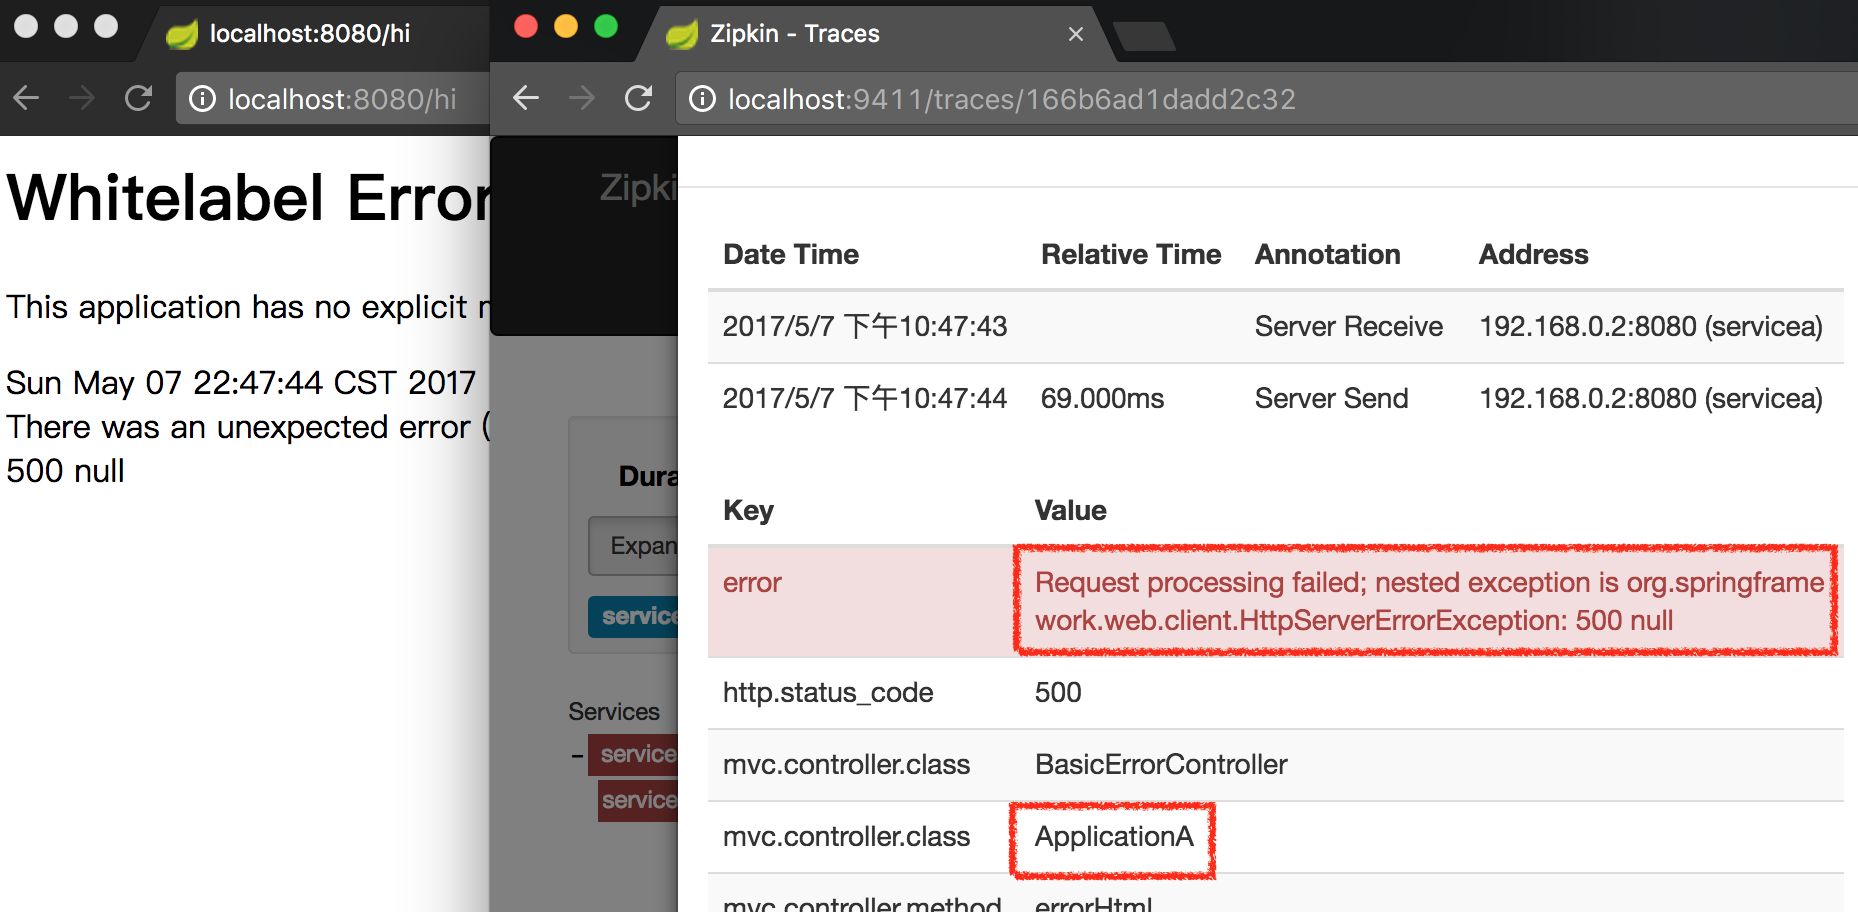 localhost:8080/hi
localhost:8080/hi
Whitelabel Error
This application has no explicit
Sun May 07 22:47:44 CST 2017
There was an unexpected error (
500 null
Zipkin - Traces
localhost:9411/traces/166b6ad1dadd2c32
Zipki
Dura
Expan
service
Services
service
service
Date Time Relative Time Annotation Address
2017/5/7 下午10:47:43 Server Receive 192.168.0.2:8080 (servicea)
2017/5/7 下午10:47:44 69.000ms Server Send 192.168.0.2:8080 (servicea)
Key Value
error Request processing failed; nested exception is org.springframe
work.web.client.HttpServerErrorException: 500 null
http.status_code 500
mvc.controller.class BasicErrorController
mvc.controller.class ApplicationA
mvc.controller.method errorHtml